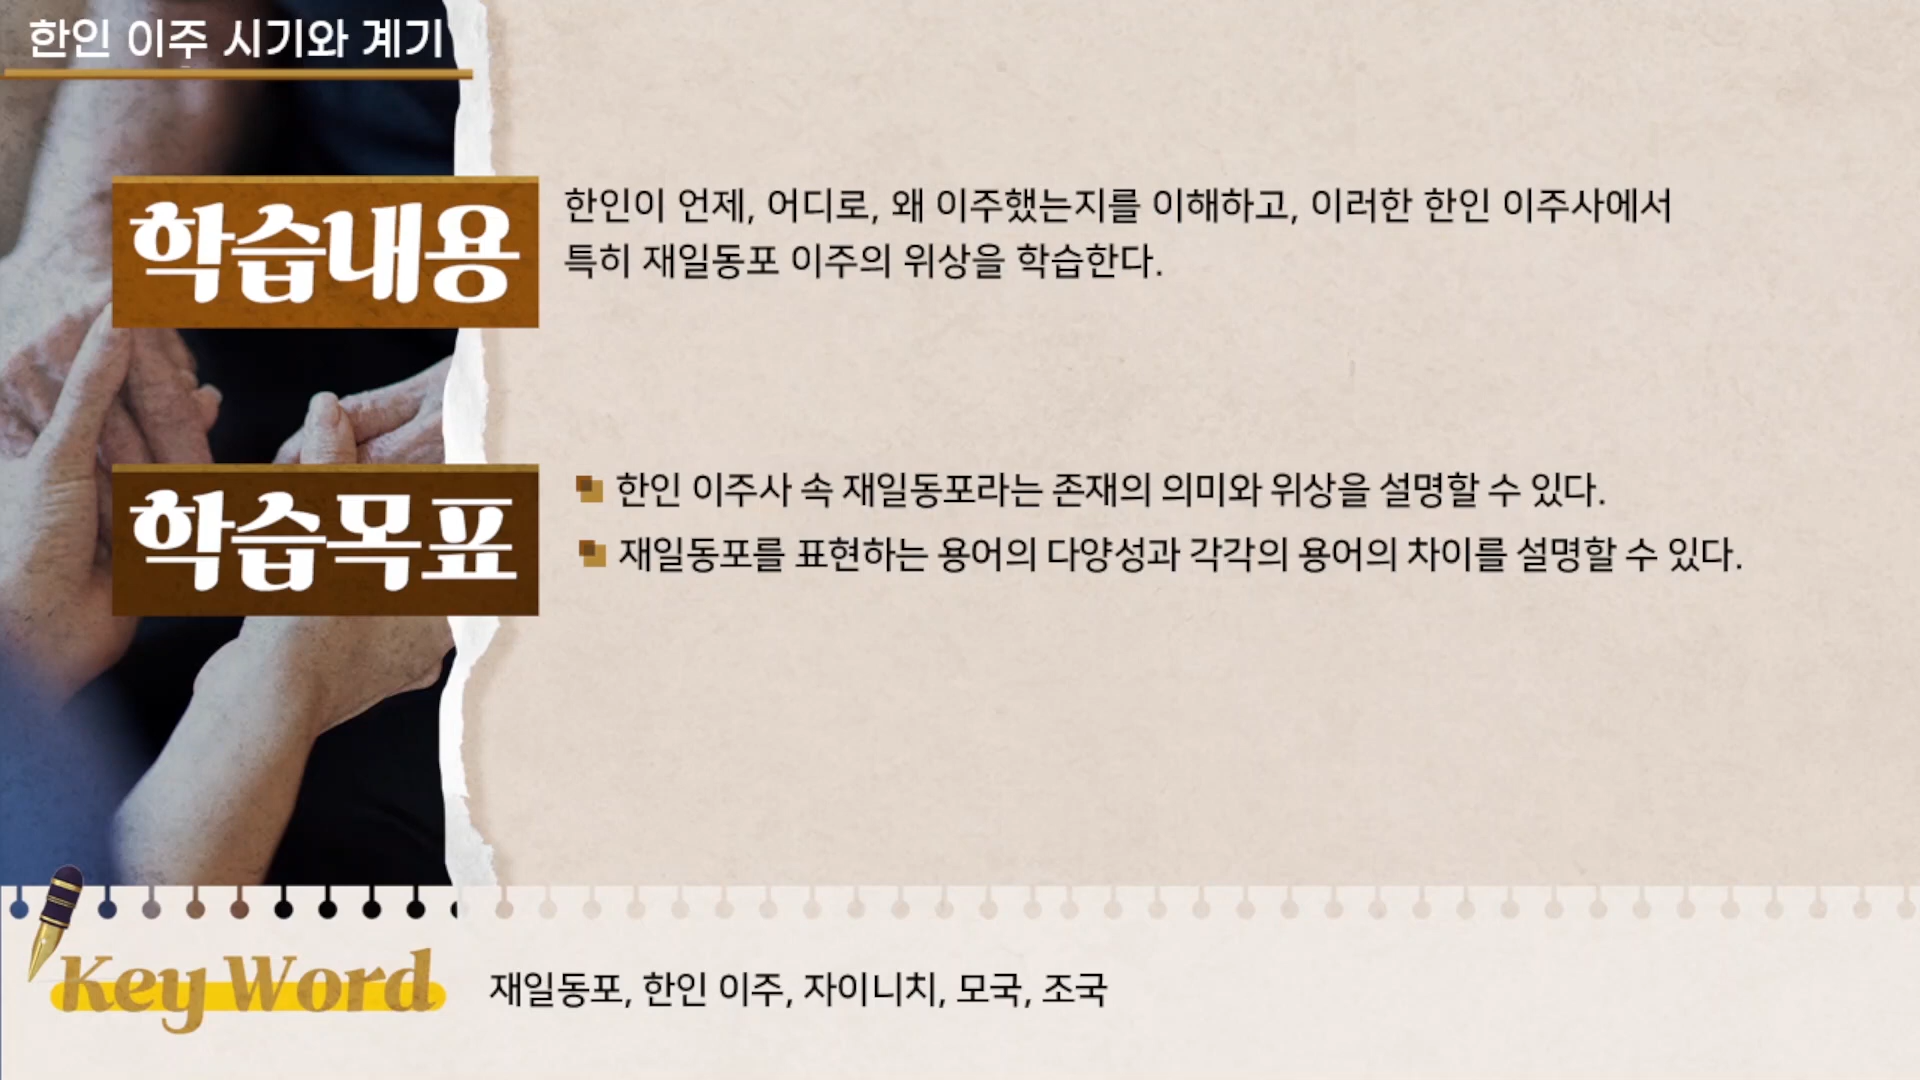 한인 이주 시기와 계기
학습내용
한인이 언제, 어디로, 왜 이주했는지를 이해하고, 이러한 한인 이주사에서
특히 재일동포 이주의 위상을 학습한다.
학습목표
한인 이주사 속 재일동포라는 존재의 의미와 위상을 설명할 수 있다.
재일동포를 표현하는 용어의 다양성과 각각의 용어의 차이를 설명할 수 있다.
Key Word
재일동포, 한인 이주, 자이니치, 모국, 조국